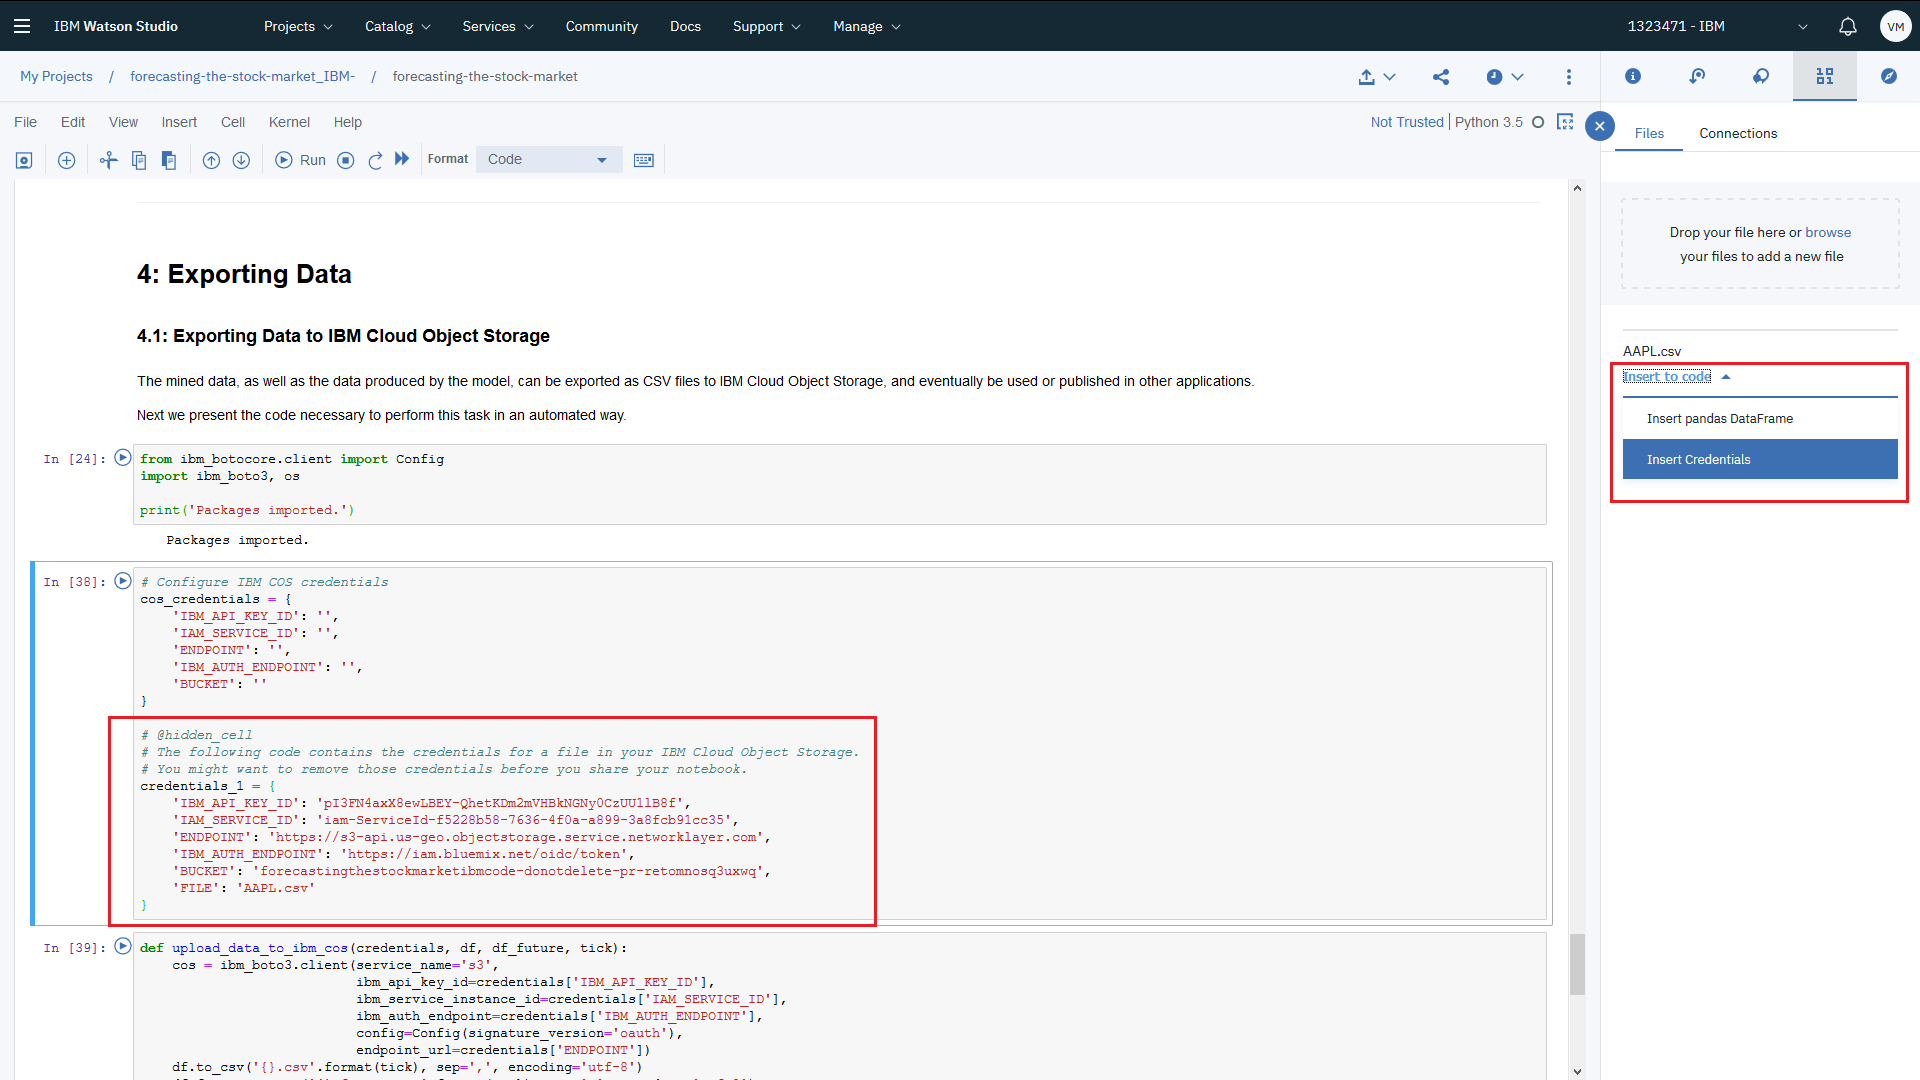 IBM Watson Studio Projects Catalog Services Community Docs Support Manage 1323471 - IBM VM
My Projects / forecasting-the-stock-market_IBM- / forecasting-the-stock-market
File Edit View Insert Cell Kernel Help Not Trusted Python 3.5
Run Format Code
Files Connections
Drop your file here or browse
your files to add a new file
AAPL.csv
Insert to code
Insert pandas DataFrame
Insert Credentials
4: Exporting Data
4.1: Exporting Data to IBM Cloud Object Storage
The mined data, as well as the data produced by the model, can be exported as CSV files to IBM Cloud Object Storage, and eventually be used or published in other applications.
Next we present the code necessary to perform this task in an automated way.
In [24]: from ibm_botocore.client import Config
import ibm_boto3, os
print('Packages imported.')
Packages imported.
In [38]: # Configure IBM COS credentials
cos_credentials = {
'IBM_API_KEY_ID': '',
'IAM_SERVICE_ID': '',
'ENDPOINT': '',
'IBM_AUTH_ENDPOINT': '',
'BUCKET': ''
}
# @hidden_cell
# The following code contains the credentials for a file in your IBM Cloud Object Storage.
# You might want to remove those credentials before you share your notebook.
credentials_1 = {
'IBM_API_KEY_ID': 'pI3FN4axX8ewLBEY-QhetKDm2mVHBkNGNy0CzUU1lB8f',
'IAM_SERVICE_ID': 'iam-ServiceId-f5228b58-7636-4f0a-a899-3a8fcb91cc35',
'ENDPOINT': 'https://s3-api.us-geo.objectstorage.service.networklayer.com',
'IBM_AUTH_ENDPOINT': 'https://iam.bluemix.net/oidc/token',
'BUCKET': 'forecastingthestockmarketibmcode-donotdelete-pr-retomnosq3uxwq',
'FILE': 'AAPL.csv'
}
In [39]: def upload_data_to_ibm_cos(credentials, df, df_future, tick):
cos = ibm_boto3.client(service_name='s3',
ibm_api_key_id=credentials['IBM_API_KEY_ID'],
ibm_service_instance_id=credentials['IAM_SERVICE_ID'],
ibm_auth_endpoint=credentials['IBM_AUTH_ENDPOINT'],
config=Config(signature_version='oauth'),
endpoint_url=credentials['ENDPOINT'])
df.to_csv('{}.csv'.format(tick), sep=',', encoding='utf-8')